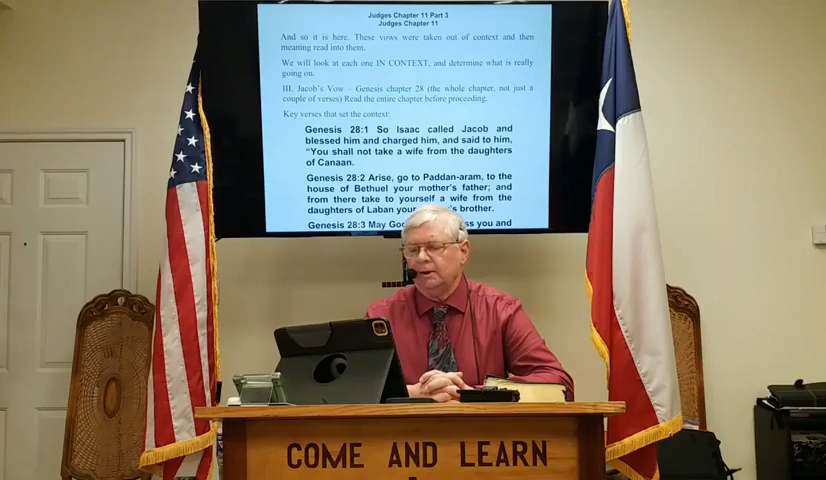 Judges Chapter 11 Part 3
Judges Chapter 11
And so it is here. These vows were taken out of context and then
meaning read into them.
We will look at each one IN CONTEXT, and determine what is really
going on.
III. Jacob's Vow – Genesis chapter 28 (the whole chapter, not just a
couple of verses) Read the entire chapter before proceeding.
Key verses that set the context:
Genesis 28:1 So Isaac called Jacob and
blessed him and charged him, and said to him,
"You shall not take a wife from the daughters
of Canaan.
Genesis 28:2 Arise, go to Paddan-aram, to the
house of Bethuel your mother's father; and
from there take to yourself a wife from the
daughters of Laban your brother.
Genesis 28:3 May you and
COME AND LEARN